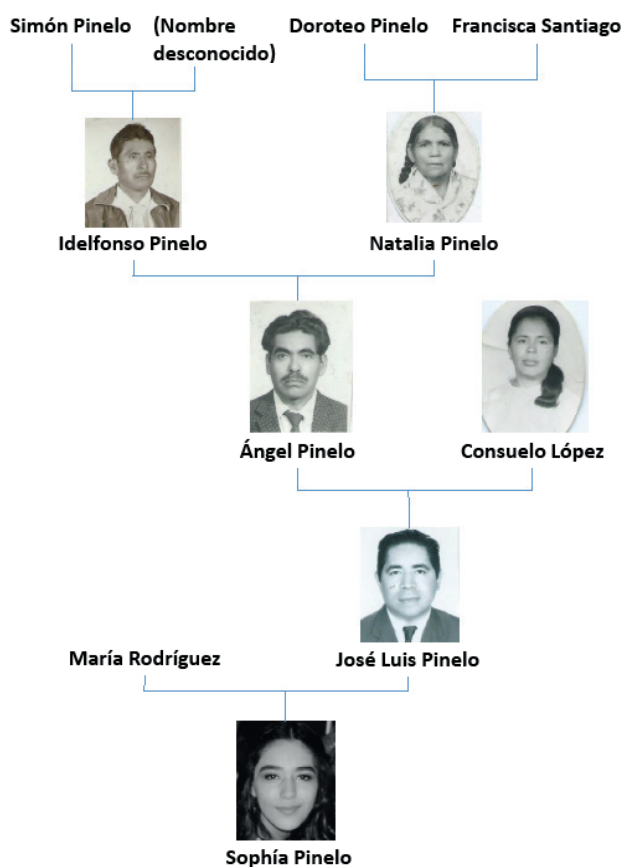 Simón Pinelo
(Nombre
desconocido)
Doroteo Pinelo
Francisca Santiago
Idelfonso Pinelo
Natalia Pinelo
Ángel Pinelo
Consuelo López
María Rodríguez
José Luis Pinelo
Sophía Pinelo